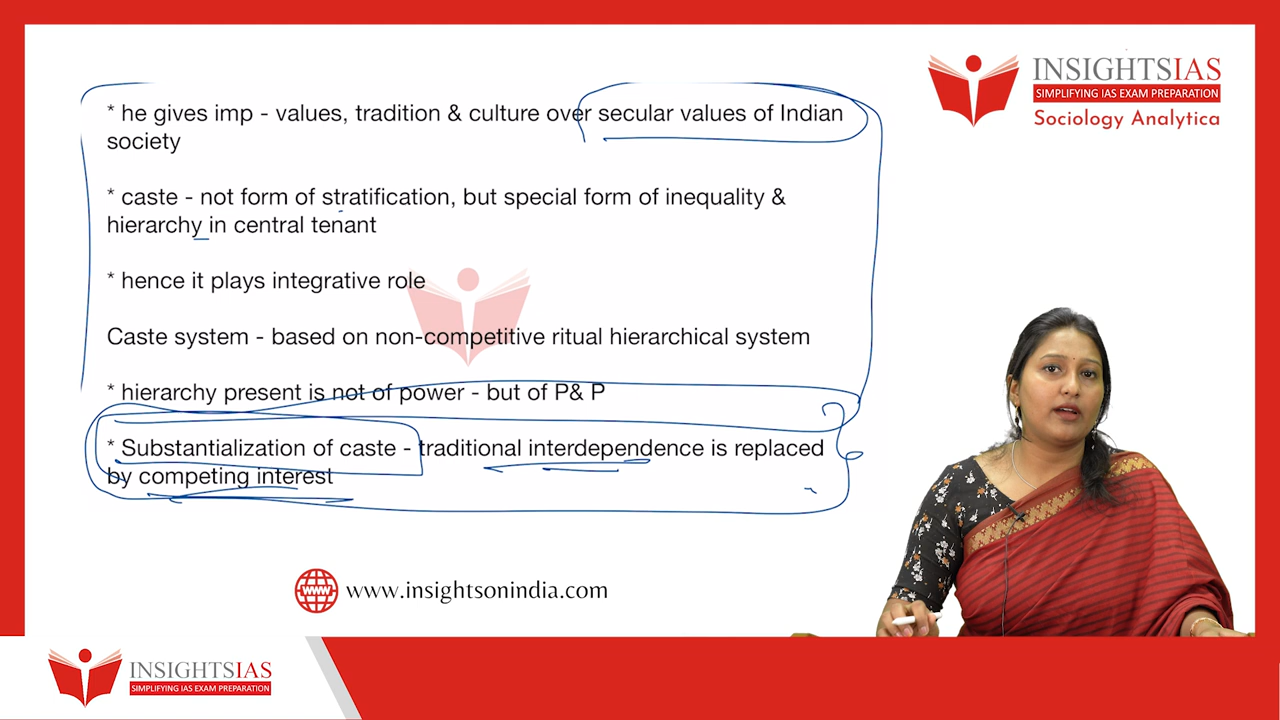 INSIGHTSIAS
SIMPLIFYING IAS EXAM PREPARATION
Sociology Analytica
* he gives imp - values, tradition & culture over secular values of Indian
society
* caste - not form of stratification, but special form of inequality &
hierarchy in central tenant
* hence it plays integrative role
Caste system - based on non-competitive ritual hierarchical system
* hierarchy present is not of power - but of P& P
* Substantialization of caste - traditional interdependence is replaced
by competing interest
WWW
www.insightsonindia.com
INSIGHTSIAS
SIMPLIFYING IAS EXAM PREPARATION